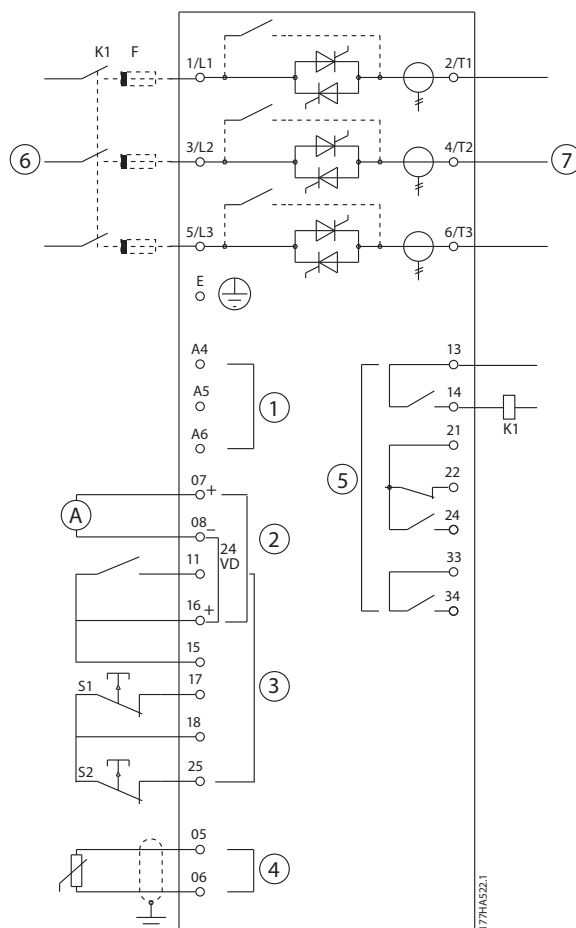 K1 F 1/L1 2/T1
6 3/L2 4/T2 7
5/L3 6/T3
E
A4 13
A5 1 14
K1
A6 21
5 22
07 +
A 2 24
08 −
24
VD
11 33
16 + 34
15
3
S1 17
18
S2 25
05
4
06
177HA522.1